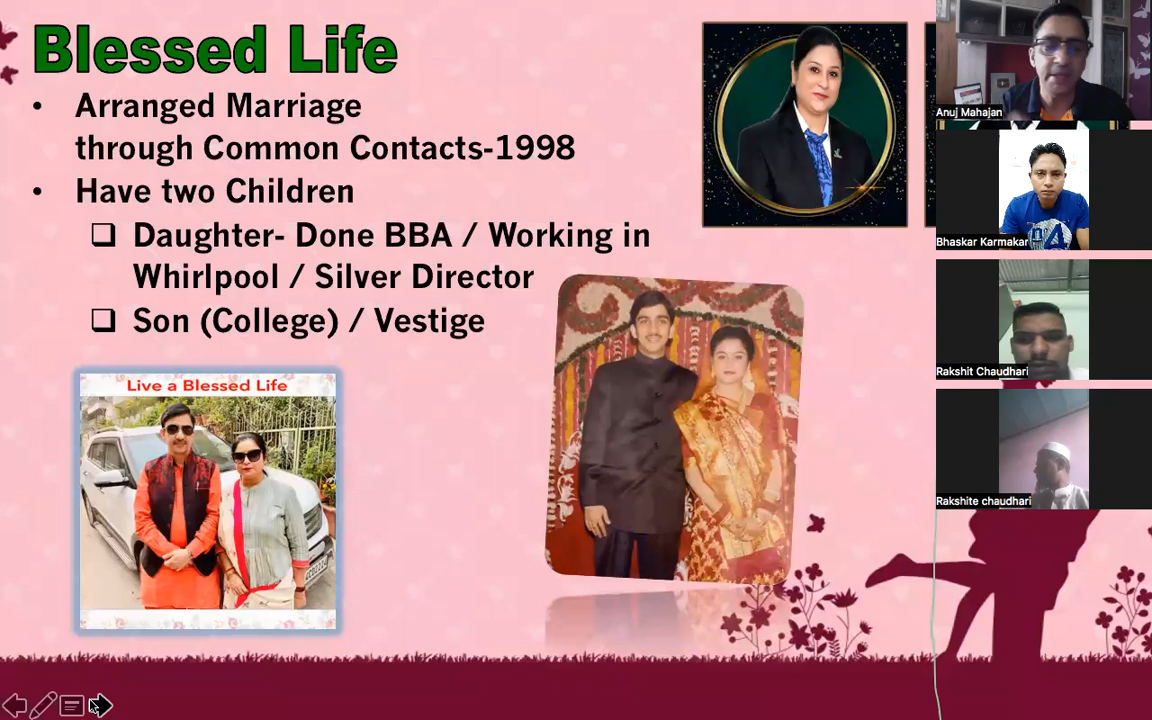 Blessed Life
• Arranged Marriage
through Common Contacts-1998
• Have two Children
❑ Daughter- Done BBA / Working in
Whirlpool / Silver Director
❑ Son (College) / Vestige
Live a Blessed Life
Anuj Mahajan
Bhaskar Karmakar
Rakshit Chaudhari
Rakshite chaudhari